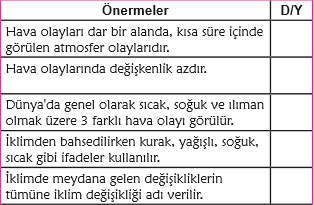 Önermeler D/Y
Hava olayları dar bir alanda, kısa süre içinde
görülen atmosfer olaylarıdır.
Hava olaylarında değişkenlik azdır.
Dünya'da genel olarak sıcak, soğuk ve ılıman
olmak üzere 3 farklı hava olayı görülür.
İklimden bahsedilirken kurak, yağışlı, soğuk,
sıcak gibi ifadeler kullanılır.
İklimde meydana gelen değişikliklerin
tümüne iklim değişikliği adı verilir.